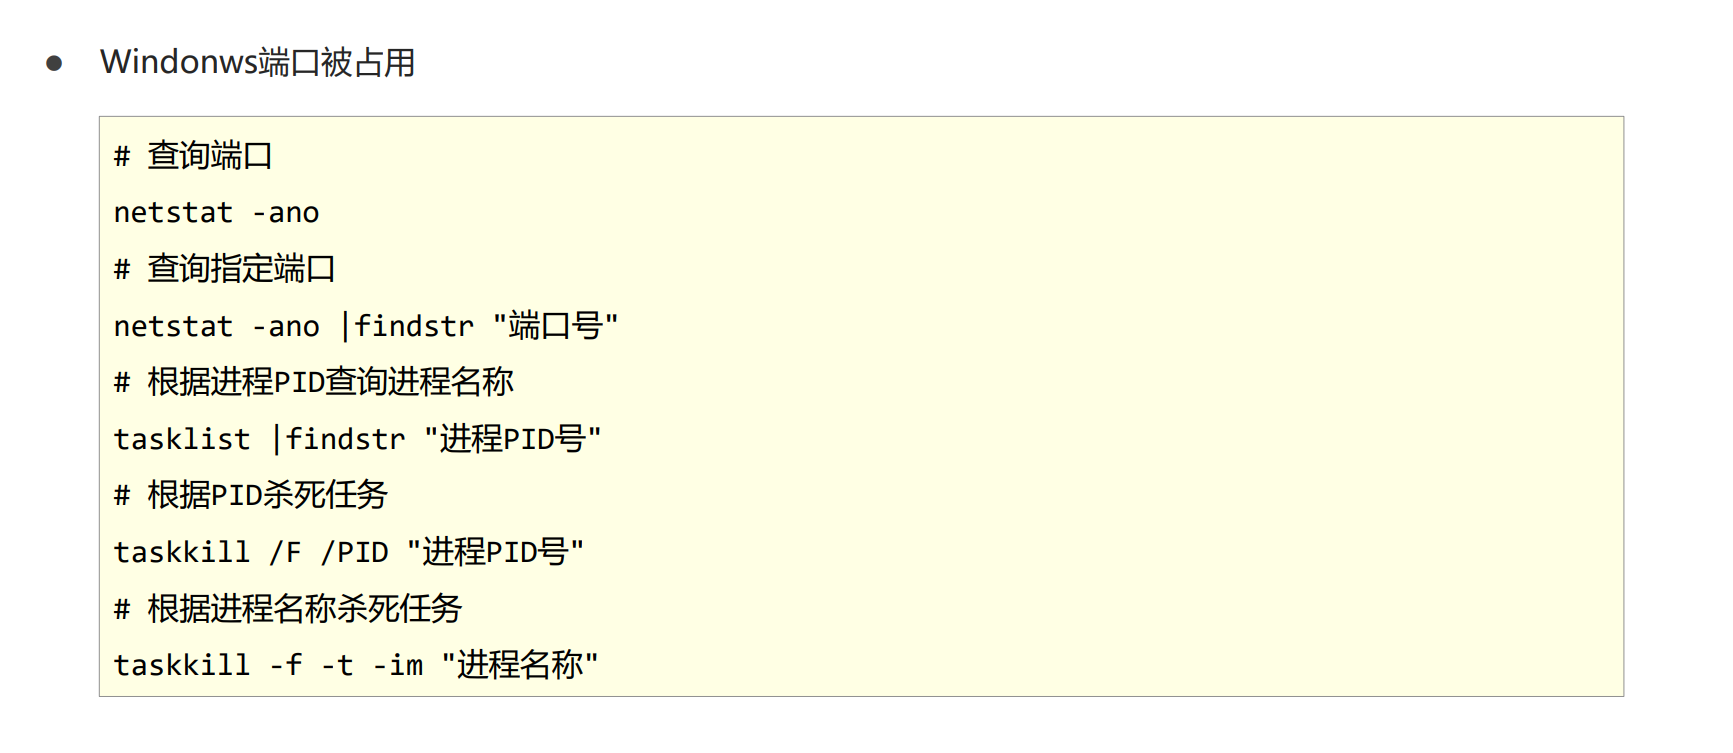 ● Windonws端口被占用
# 查询端口
netstat -ano
# 查询指定端口
netstat -ano |findstr "端口号"
# 根据进程PID查询进程名称
tasklist |findstr "进程PID号"
# 根据PID杀死任务
taskkill /F /PID "进程PID号"
# 根据进程名称杀死任务
taskkill -f -t -im "进程名称"